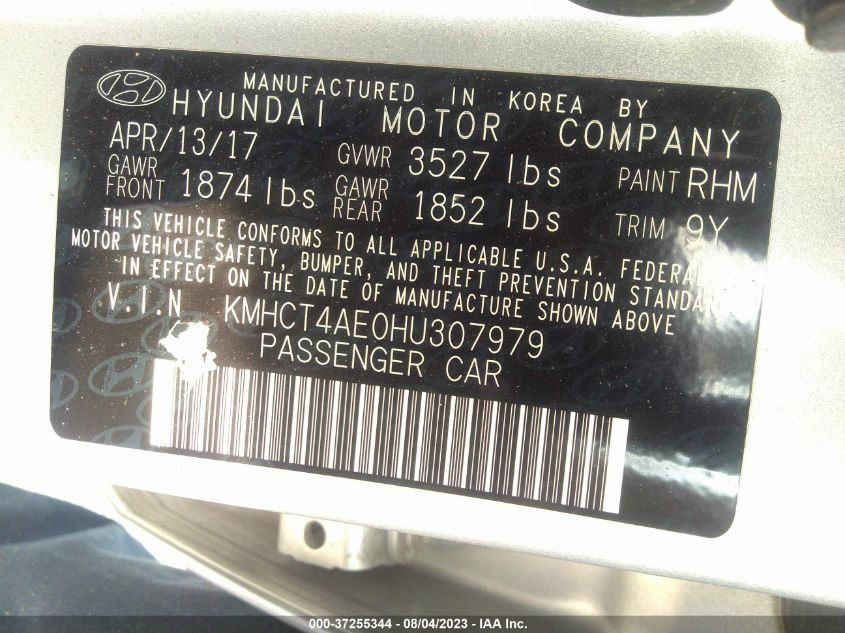 MANUFACTURED IN KOREA BY
HYUNDAI MOTOR COMPANY
APR/13/17 GVWR 3527 lbs PAINT RHM
GAWR FRONT 1874 lbs GAWR REAR 1852 lbs TRIM 9Y
THIS VEHICLE CONFORMS TO ALL APPLICABLE U.S.A. FEDERAL
MOTOR VEHICLE SAFETY, BUMPER, AND THEFT PREVENTION STANDARDS
IN EFFECT ON THE DATE OF MANUFACTURE SHOWN ABOVE
V.I.N KMHCT4AE0HU307979
PASSENGER CAR
000-37255344 - 08/04/2023 - IAA Inc.